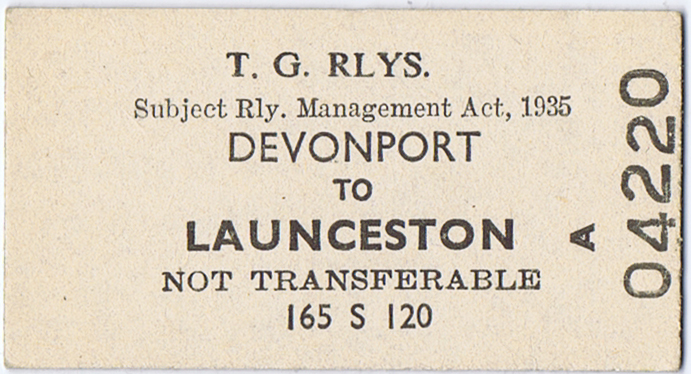 T. G. RLYS.
Subject Rly. Management Act, 1935
DEVONPORT
TO
LAUNCESTON
NOT TRANSFERABLE
165 S 120
A
04220